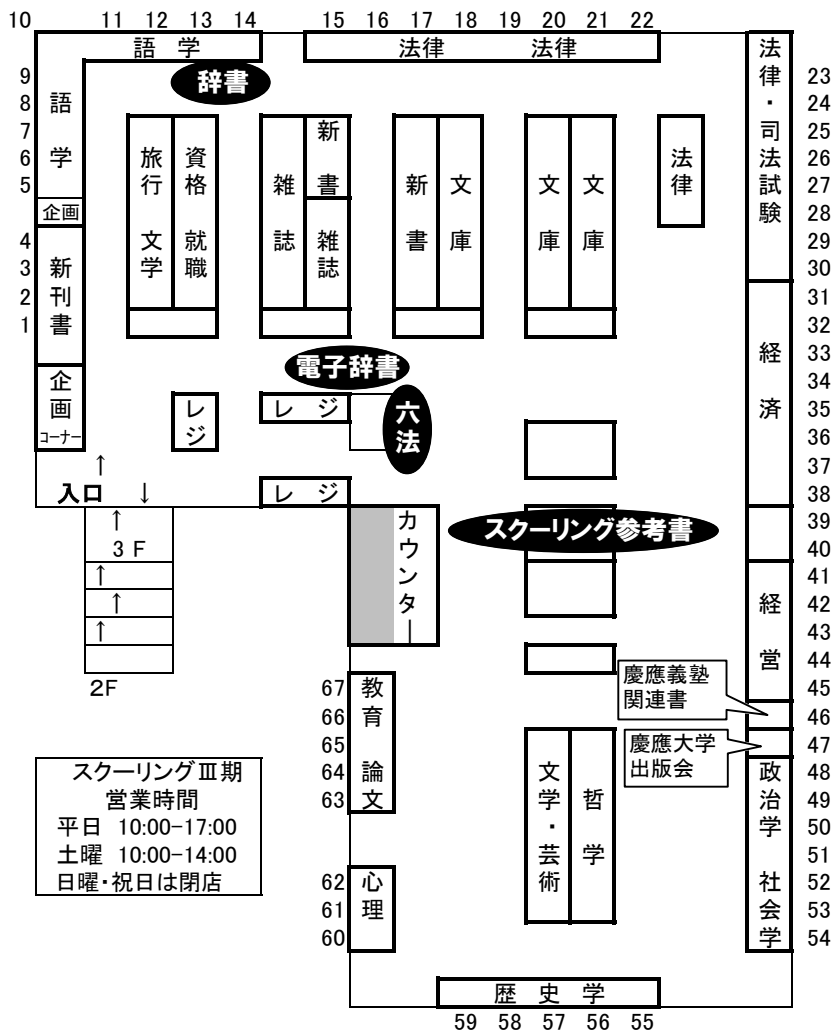 10 11 12 13 14 15 16 17 18 19 20 21 22
語 学
法律 法律
辞書
9
8
7
6
5
4
3
2
1
語学
企画
新刊書
企画
コーナー
旅行 文学
資格 就職
雑誌
新書
雑誌
新書
文庫
文庫
文庫
法律
法律・司法試験
経済
経営
政治学 社会学
23
24
25
26
27
28
29
30
31
32
33
34
35
36
37
38
39
40
41
42
43
44
45
46
47
48
49
50
51
52
53
54
電子辞書
六法
レジ
レ ジ
レ ジ
↑
入口 ↓
↑
3F
↑
↑
↑
2F
カウンター
スクーリング参考書
慶應義塾
関連書
慶應大学
出版会
67
66
65
64
63
教育 論文
62
61
60
心理
文学・芸術
哲学
スクーリングⅢ期
営業時間
平日 10:00-17:00
土曜 10:00-14:00
日曜・祝日は閉店
歴 史 学
59 58 57 56 55